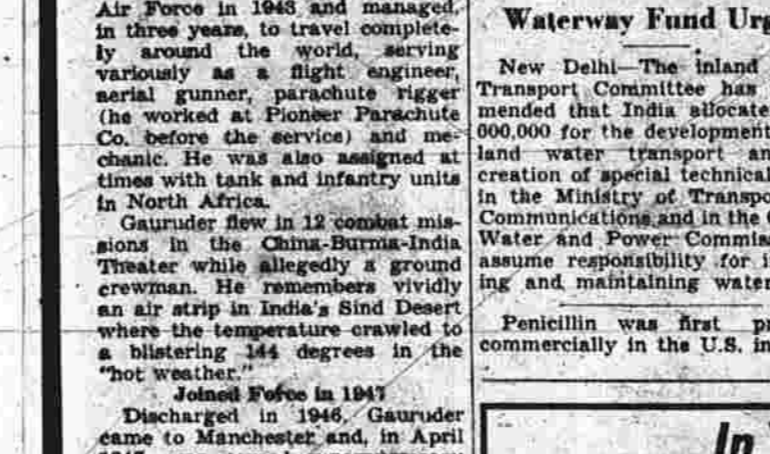 Air Force in 1943 and managed,
in three years, to travel complete-
ly around the world, serving
variously as a flight engineer,
aerial gunner, parachute rigger
(he worked at Pioneer Parachute
Co. before the service) and me-
chanic. He was also assigned at
times with tank and infantry units
in North Africa.
Gauruder flew in 12 combat mis-
sions in the China-Burma-India
Theater while allegedly a ground
crewman. He remembers vividly
an air strip in India's Sind Desert
where the temperature crawled to
a blistering 144 degrees in the
"hot weather."
Joined Force in 1947
Discharged in 1946, Gauruder
came to Manchester and, in April
Waterway Fund Urg
New Delhi—The inland
Transport Committee has
mended that India allocate
000,000 for the development
land water transport an
creation of special technical
in the Ministry of Transpo
Communications and in the
Water and Power Commis
assume responsibility for i
ing and maintaining water
Penicillin was first pr
commercially in the U.S. in
In